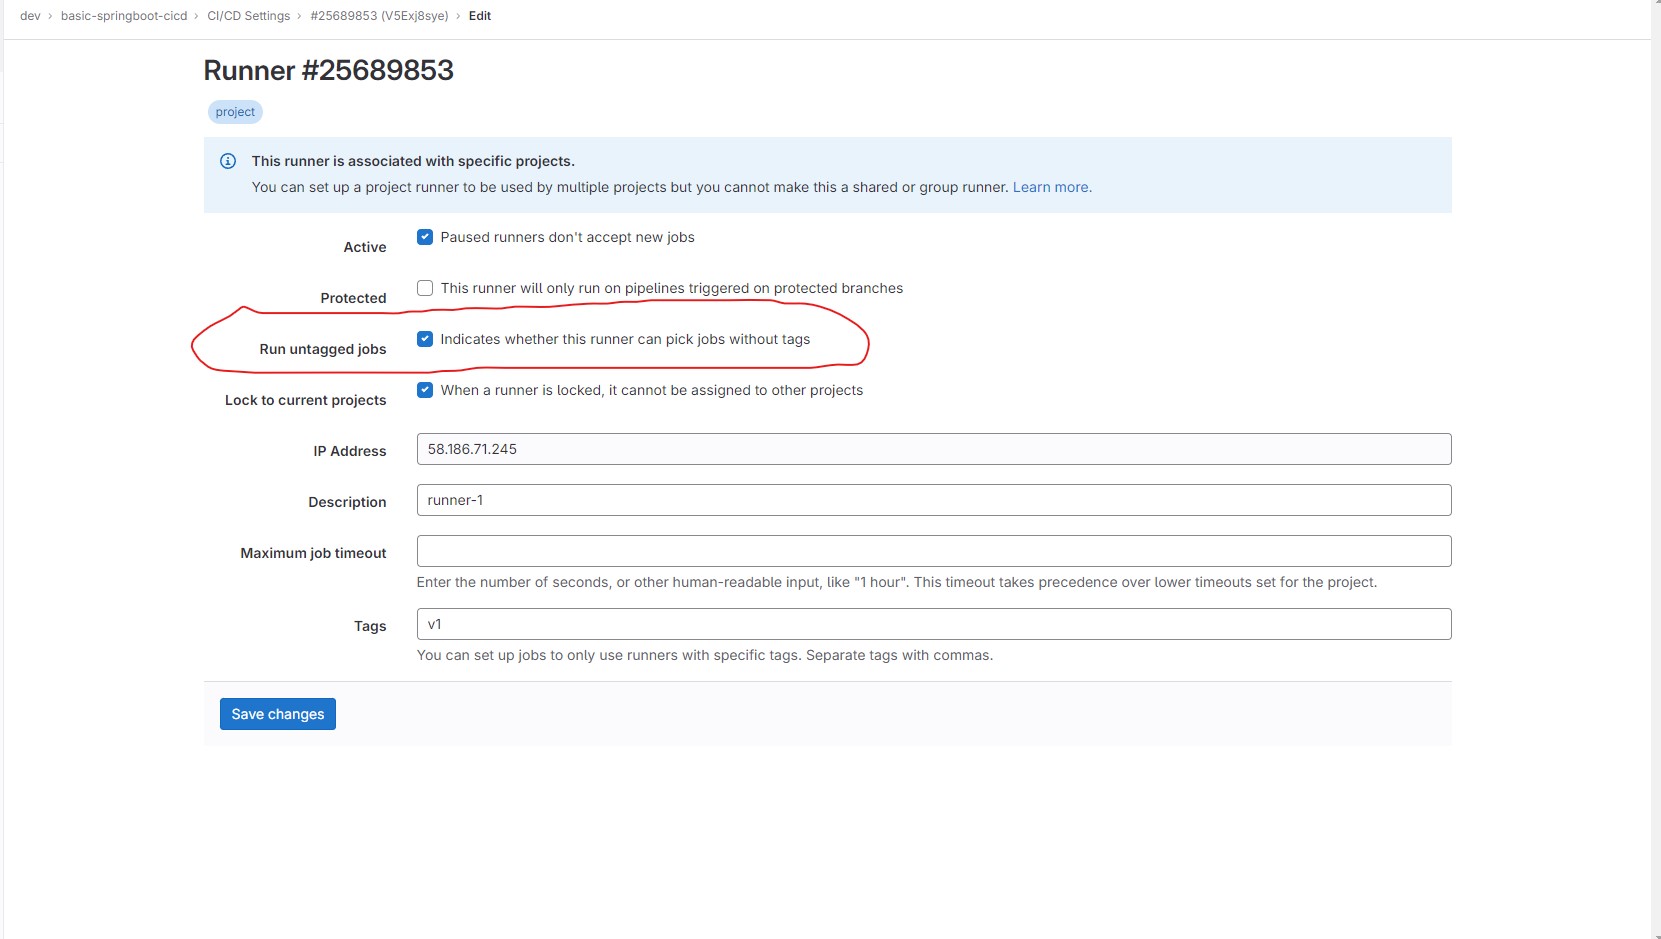 dev › basic-springboot-cicd › CI/CD Settings › #25689853 (V5Exj8sye) › Edit
Runner #25689853
project
This runner is associated with specific projects.
You can set up a project runner to be used by multiple projects but you cannot make this a shared or group runner. Learn more.
Active Paused runners don't accept new jobs
Protected This runner will only run on pipelines triggered on protected branches
Run untagged jobs Indicates whether this runner can pick jobs without tags
Lock to current projects When a runner is locked, it cannot be assigned to other projects
IP Address 58.186.71.245
Description runner-1
Maximum job timeout
Enter the number of seconds, or other human-readable input, like "1 hour". This timeout takes precedence over lower timeouts set for the project.
Tags v1
You can set up jobs to only use runners with specific tags. Separate tags with commas.
Save changes